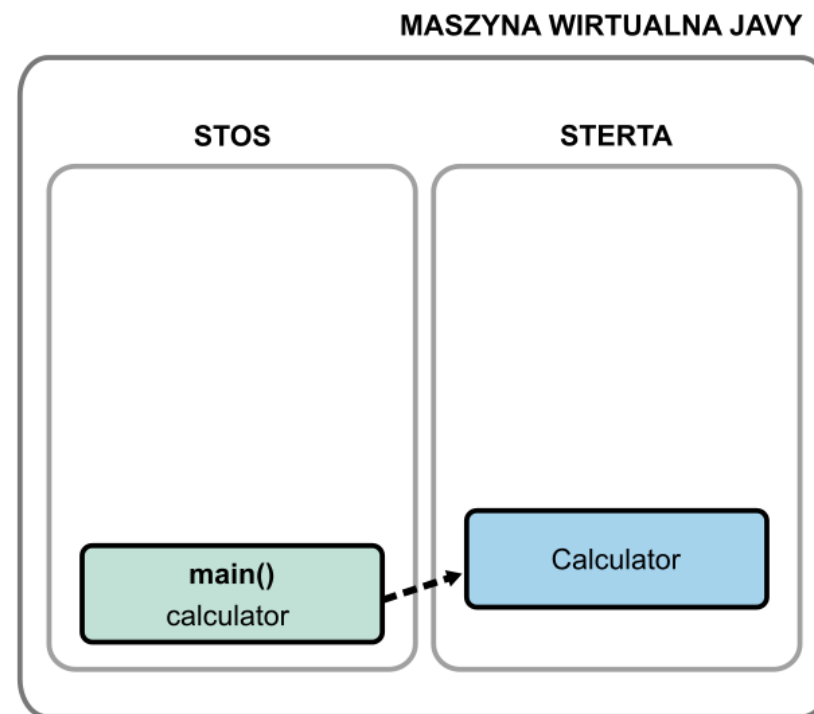 MASZYNA WIRTUALNA JAVY
STOS
STERTA
main()
calculator
Calculator